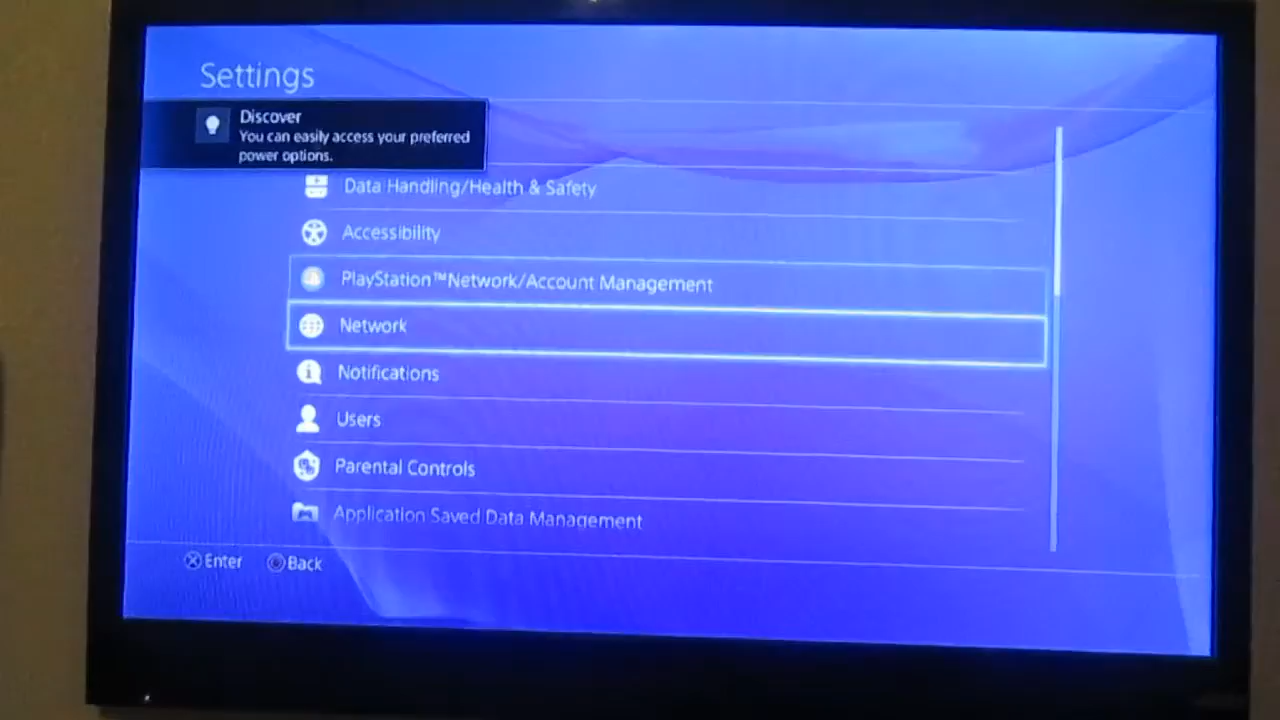 Settings
Discover
You can easily access your preferred
power options.
Data Handling/Health & Safety
Accessibility
PlayStation™Network/Account Management
Network
Notifications
Users
Parental Controls
Application Saved Data Management
Enter Back